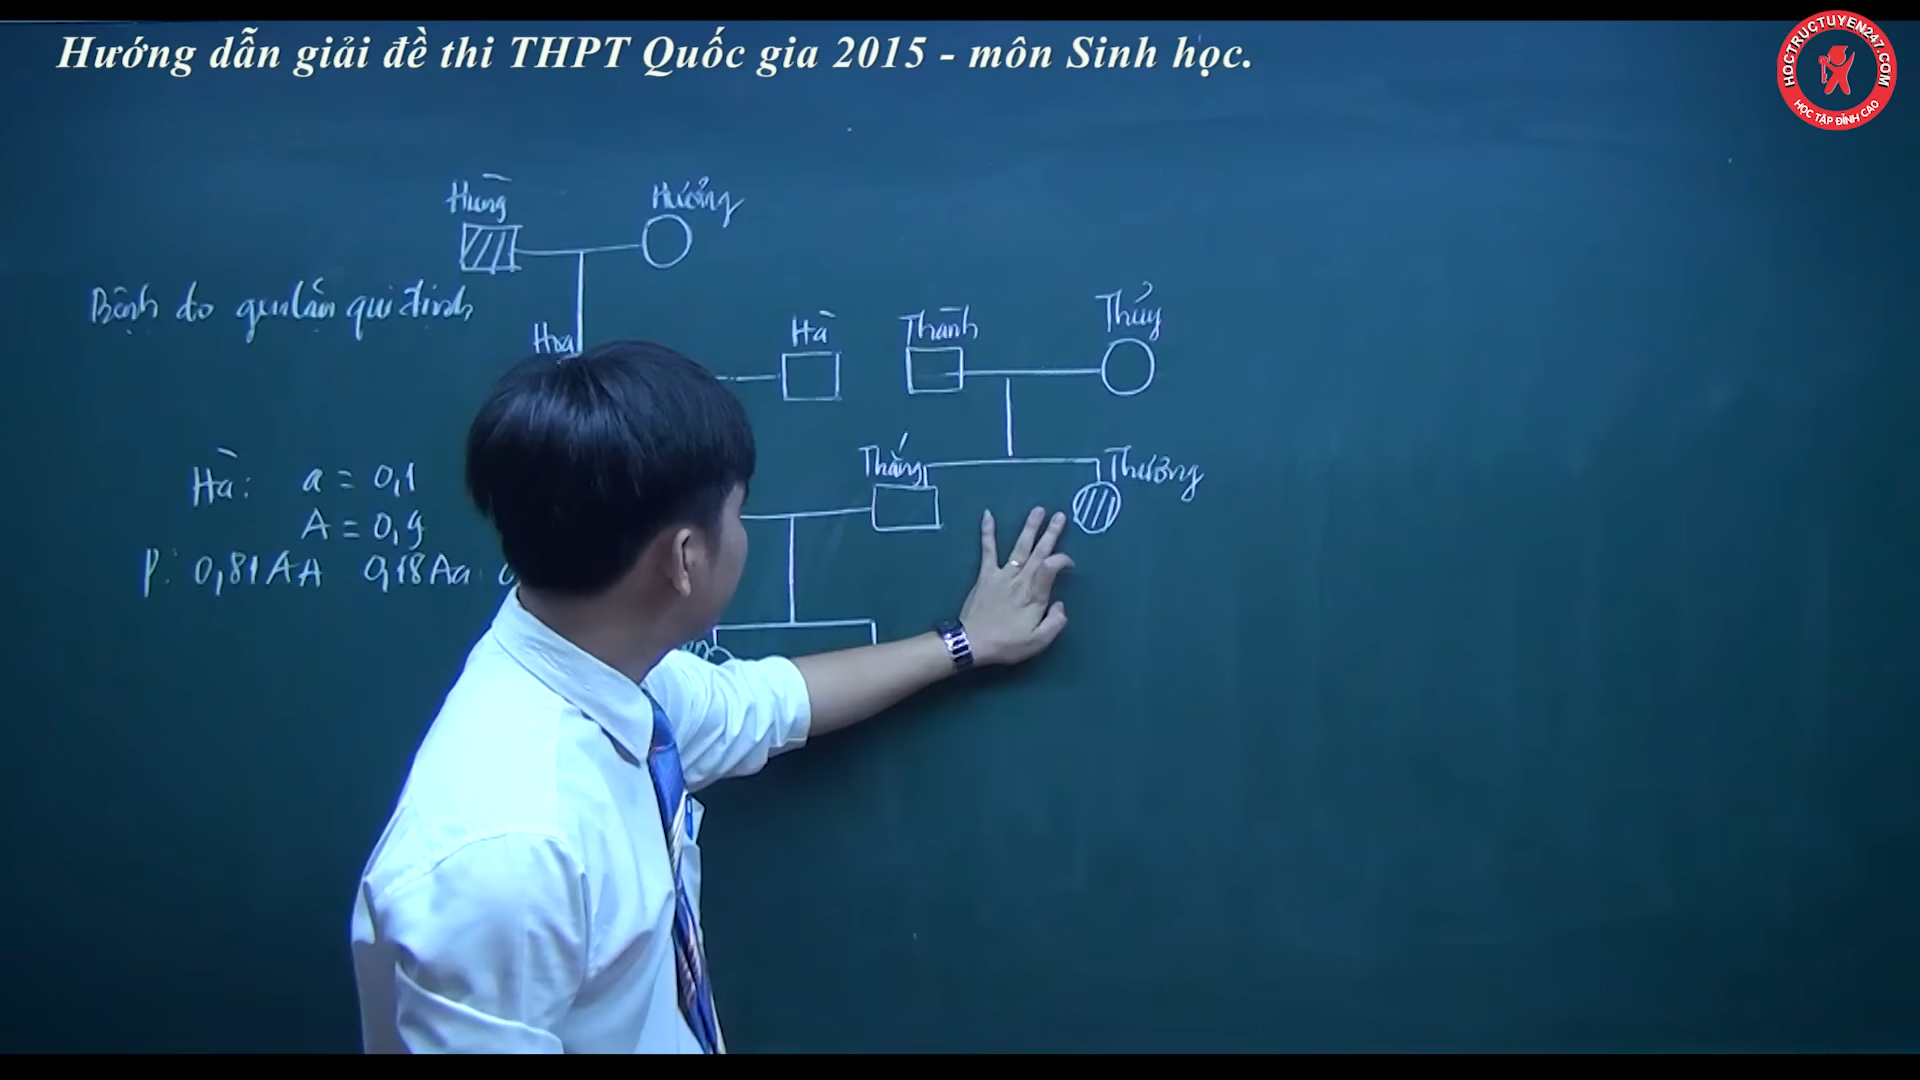 Hướng dẫn giải đề thi THPT Quốc gia 2015 - môn Sinh học.
HOCTRUCTUYEN247.COM
HỌC TẬP ĐỈNH CAO
Hùng
Hưởng
Bệnh do gen lặn qui định
Hoa
Hà
Thành
Thủy
Thắng
Thương
Hà: a = 0,1
A = 0,9
P: 0,81AA 0,18Aa